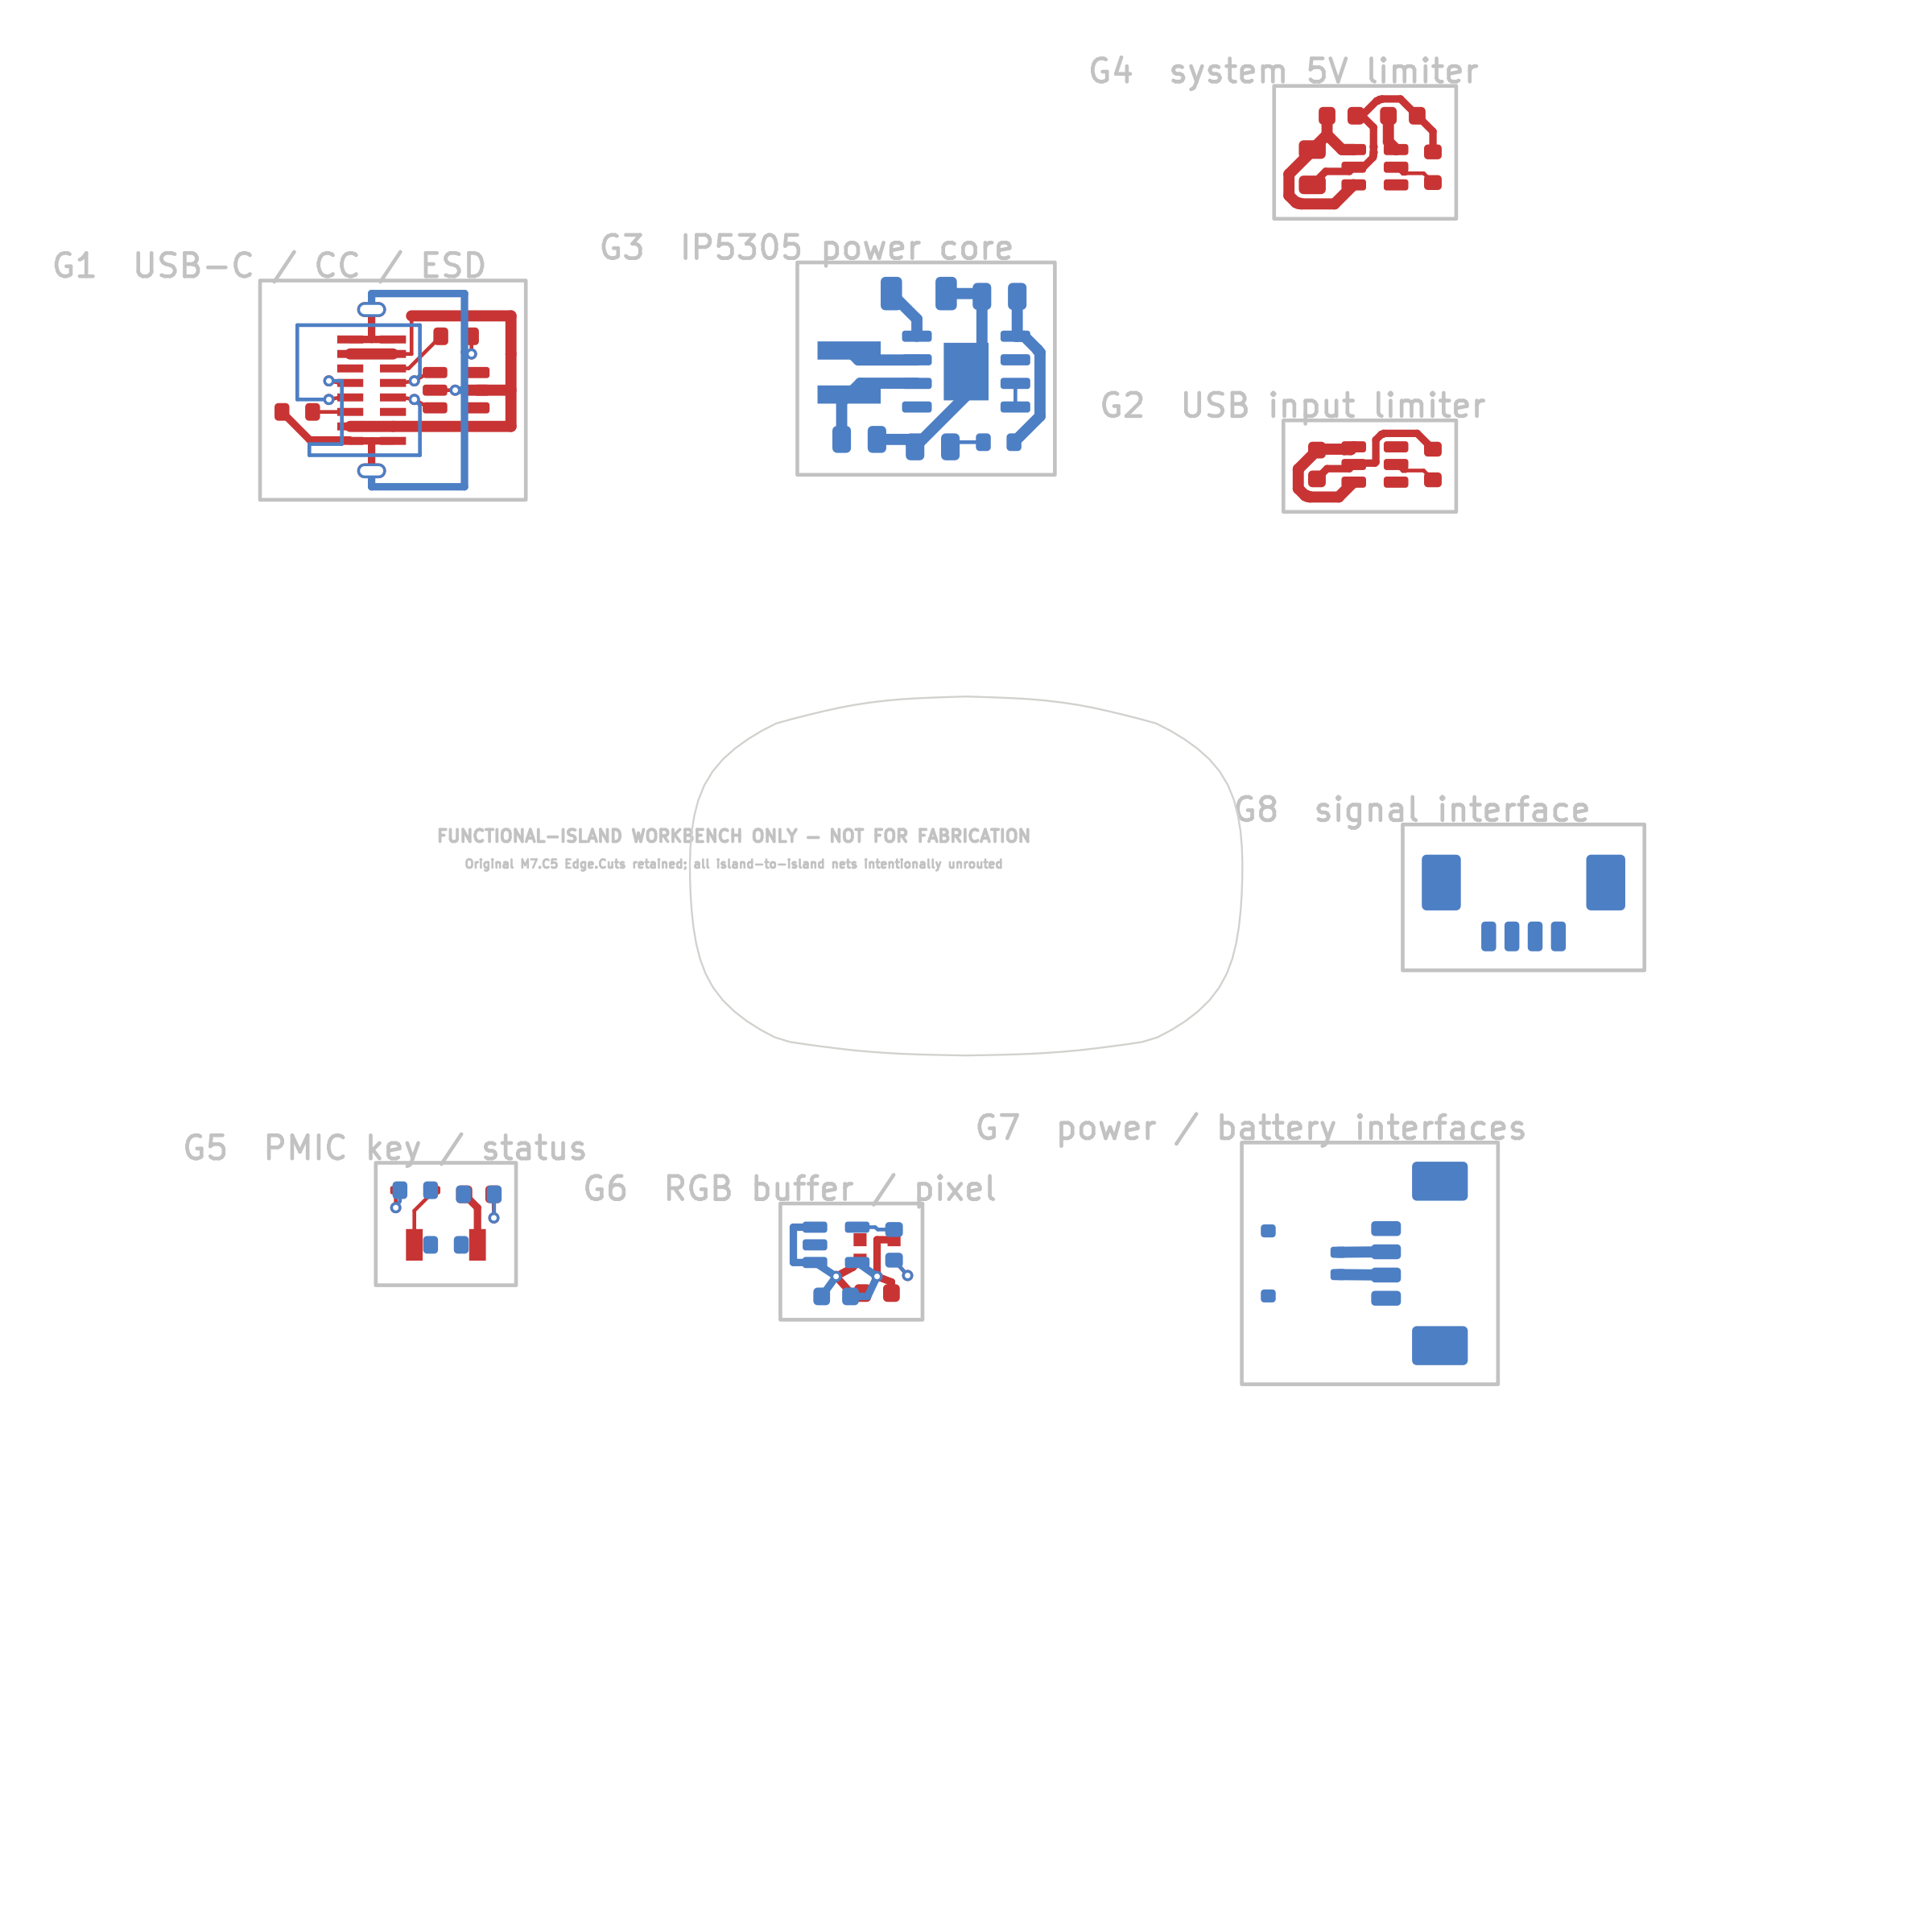 G4  system 5V limiter
G3  IP5305 power core
G1  USB-C / CC / ESD
G2  USB input limiter
G8  signal interface
FUNCTIONAL-ISLAND WORKBENCH ONLY — NOT FOR FABRICATION
Original M7.C5 Edge.Cuts retained; all island-to-island nets intentionally unrouted
G7  power / battery interfaces
G5  PMIC key / status
G6  RGB buffer / pixel